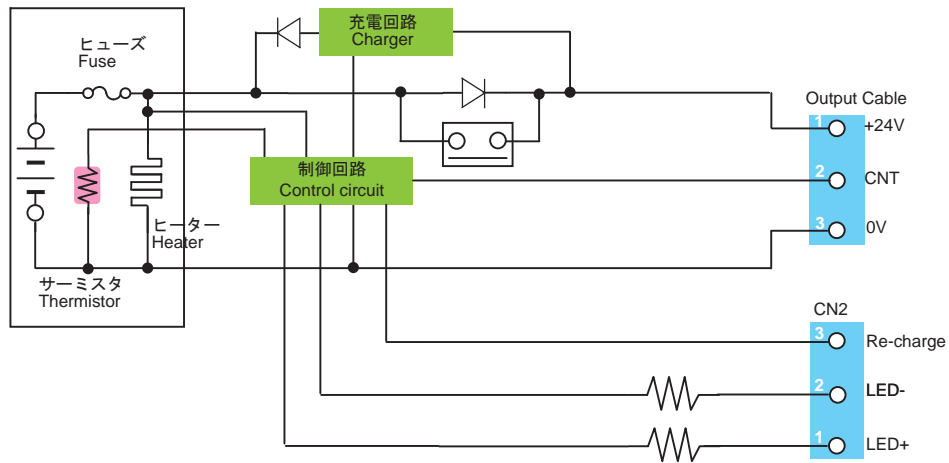 充電回路
Charger
ヒューズ
Fuse
Output Cable
1
+24V
制御回路
Control circuit
2
CNT
ヒーター
Heater
3
0V
サーミスタ
Thermistor
CN2
3
Re-charge
2
LED-
1
LED+